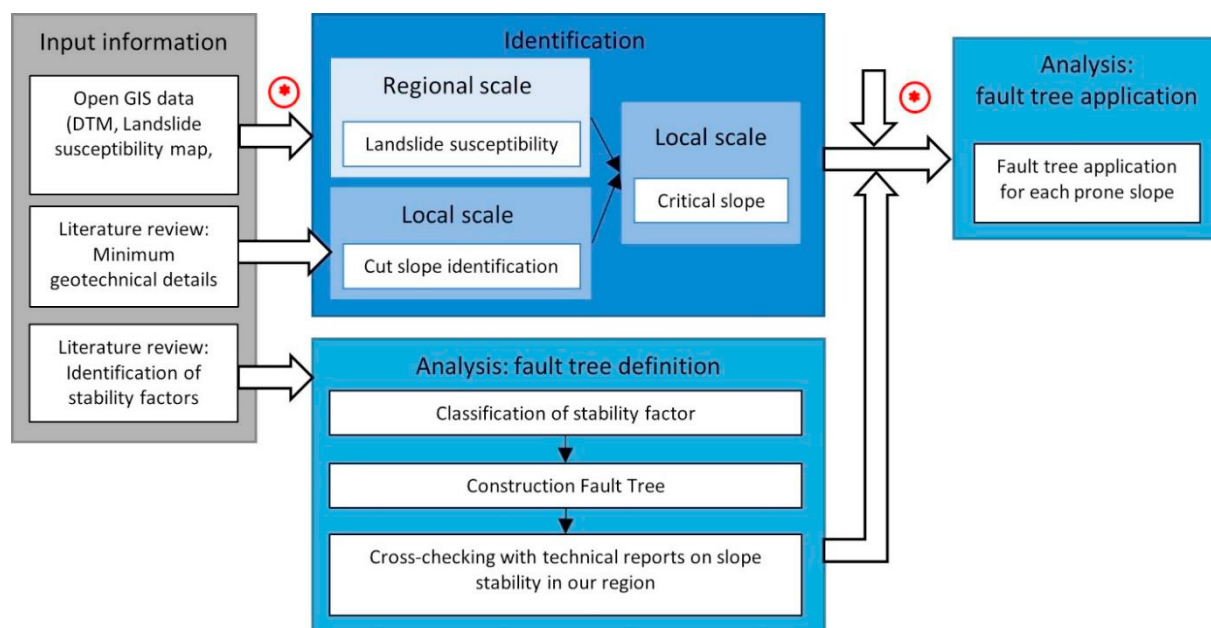 Input information
Open GIS data
(DTM, Landslide
susceptibility map,
Literature review:
Minimum
geotechnical details
Literature review:
Identification of
stability factors
*
Identification
Regional scale
Landslide susceptibility
Local scale
Cut slope identification
Local scale
Critical slope
Analysis: fault tree definition
Classification of stability factor
Construction Fault Tree
Cross-checking with technical reports on slope
stability in our region
*
Analysis:
fault tree application
Fault tree application
for each prone slope